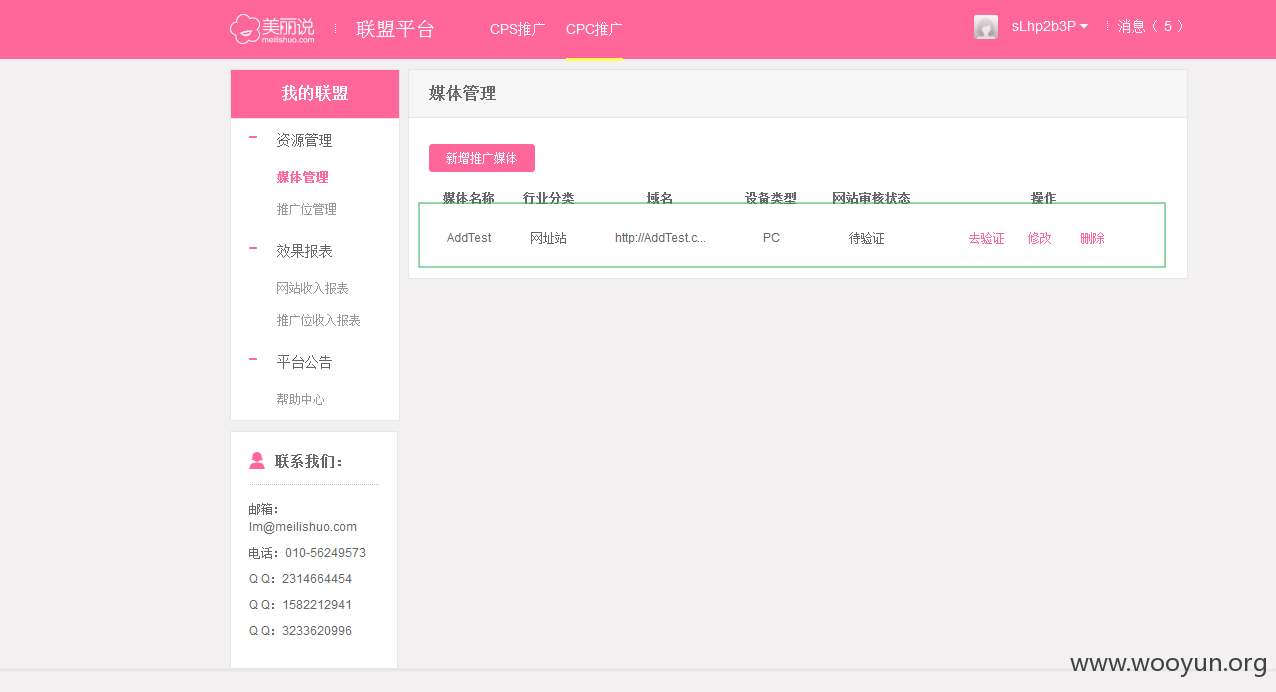 美丽说
meilishuo.com
联盟平台
CPS推广
CPC推广
sLhp2b3P
消息（ 5 ）
我的联盟
资源管理
媒体管理
推广位管理
效果报表
网站收入报表
推广位收入报表
平台公告
帮助中心
联系我们：
邮箱：
lm@meilishuo.com
电话：010-56249573
Q Q：2314664454
Q Q：1582212941
Q Q：3233620996
媒体管理
新增推广媒体
媒体名称 行业分类 域名 设备类型 网站审核状态 操作
AddTest 网址站 http://AddTest.c... PC 待验证 去验证 修改 删除
www.wooyun.org